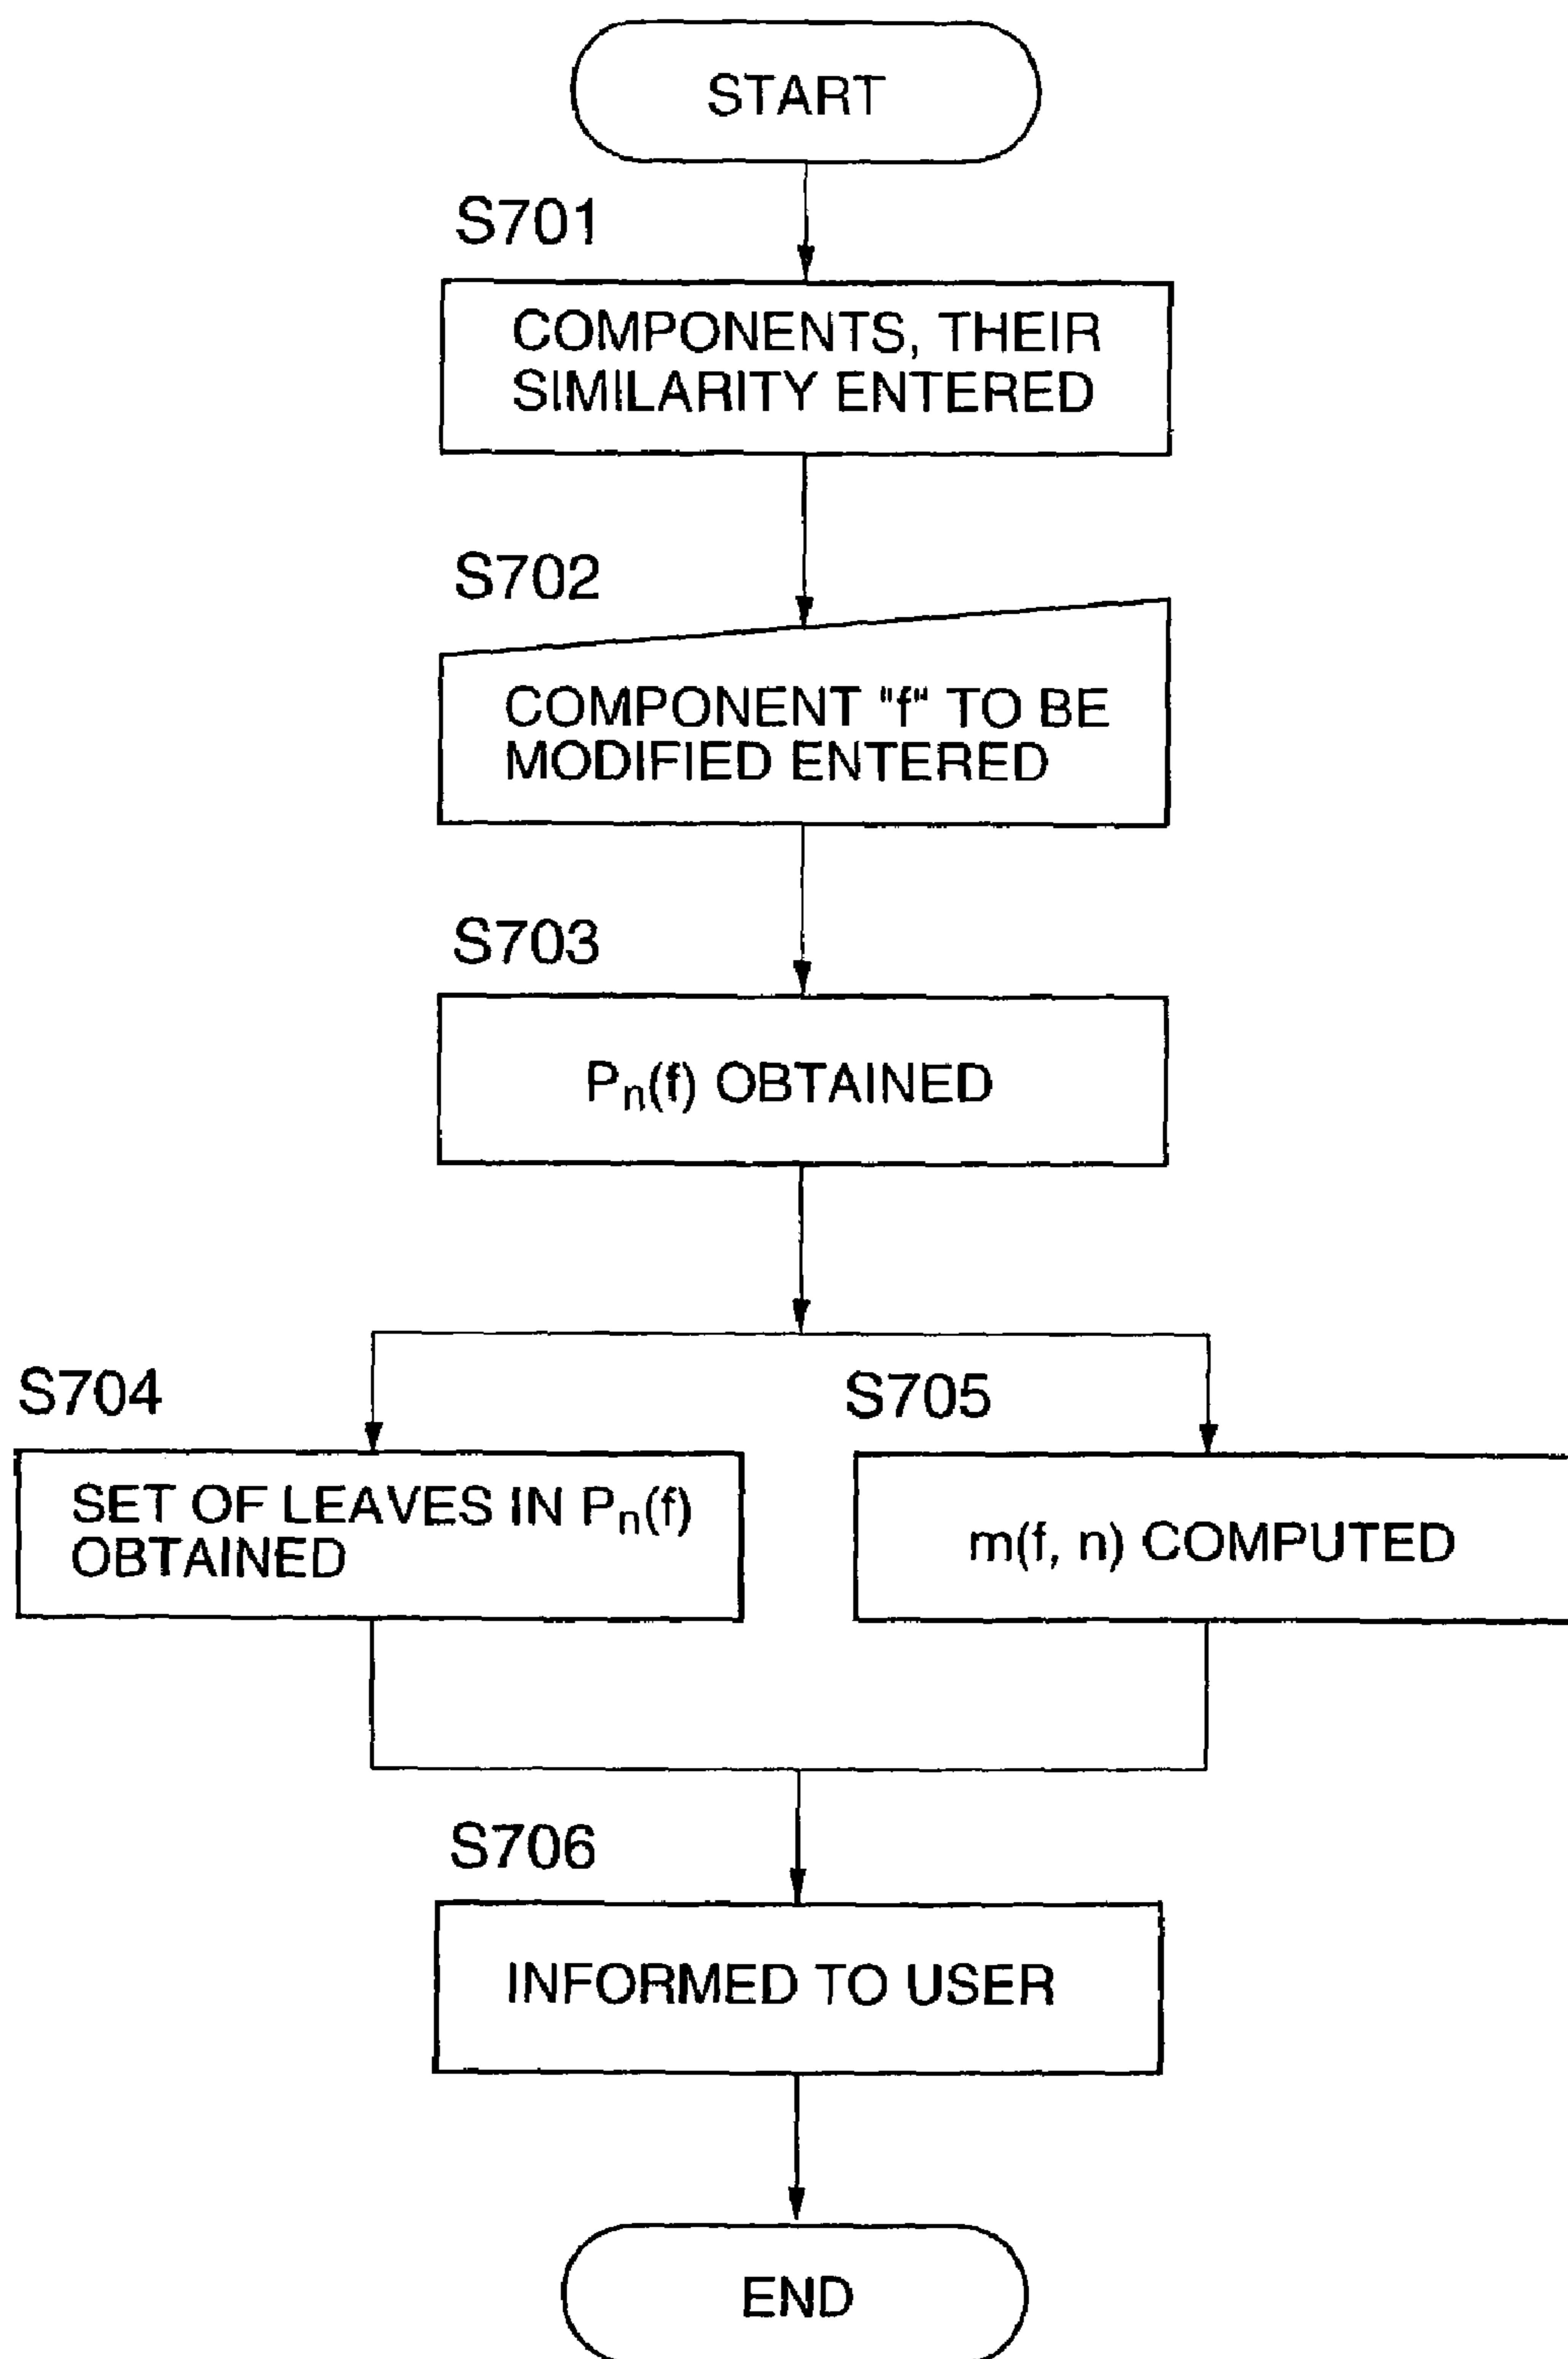 START
S701
COMPONENTS, THEIR
SIMILARITY ENTERED
S702
COMPONENT "f" TO BE
MODIFIED ENTERED
S703
Pn(f) OBTAINED
S704
SET OF LEAVES IN Pn(f)
OBTAINED
S705
m(f, n) COMPUTED
S706
INFORMED TO USER
END